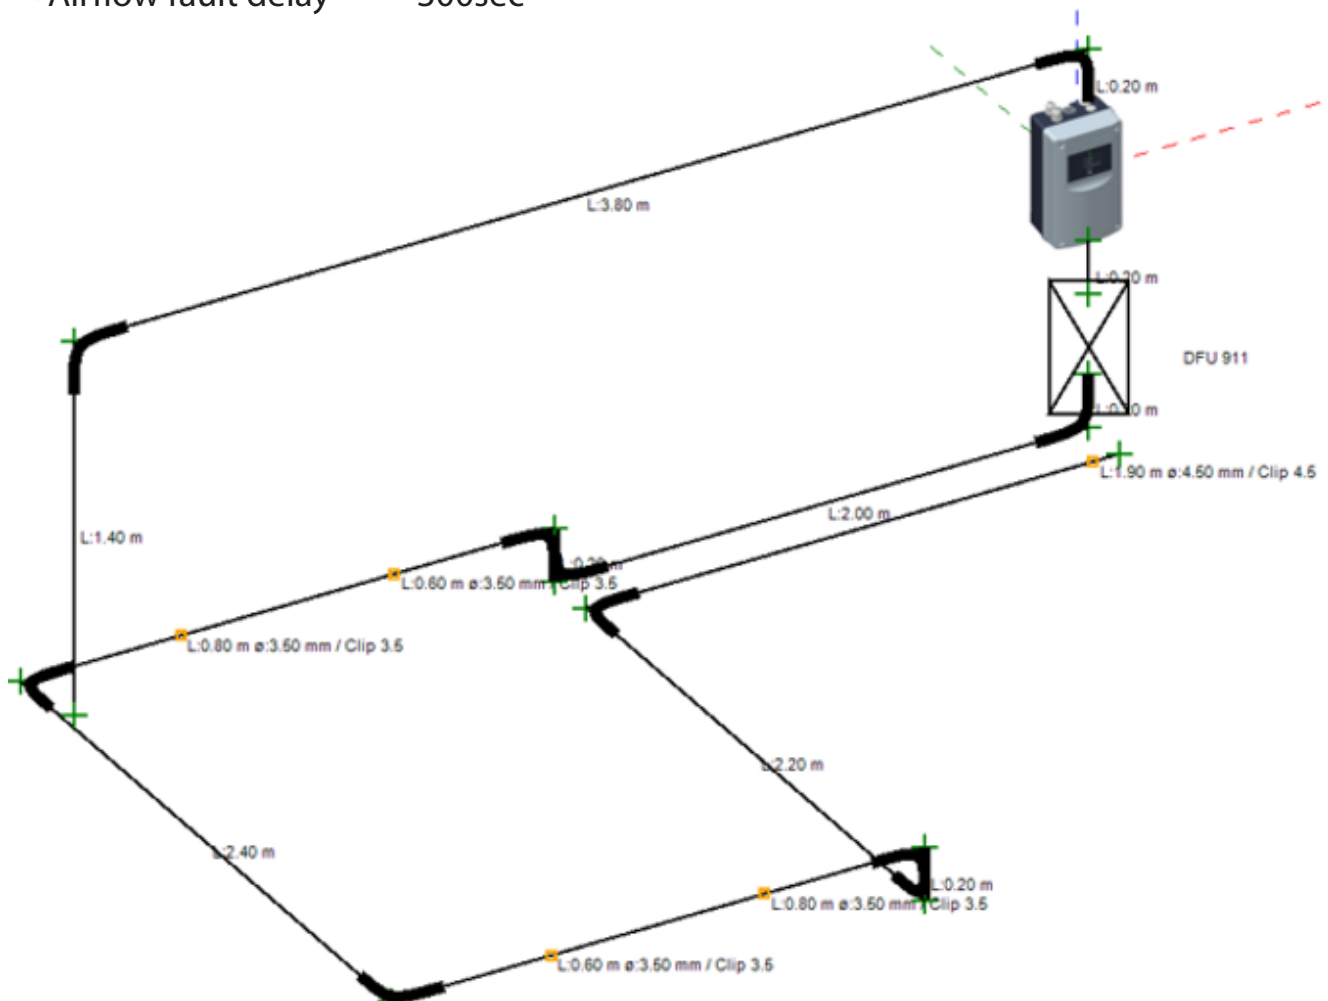 Airflow fault delay 300sec
L:0.20 m
L:3.80 m
L:0.20 m
DFU 911
L:1.90 m ø:4.50 mm / Clip 4.5
L:2.00 m
L:1.40 m
L:0.60 m ø:3.50 mm / Clip 3.5
L:0.80 m ø:3.50 mm / Clip 3.5
L:2.20 m
L:2.40 m
L:0.20 m
L:0.80 m ø:3.50 mm / Clip 3.5
L:0.60 m ø:3.50 mm / Clip 3.5